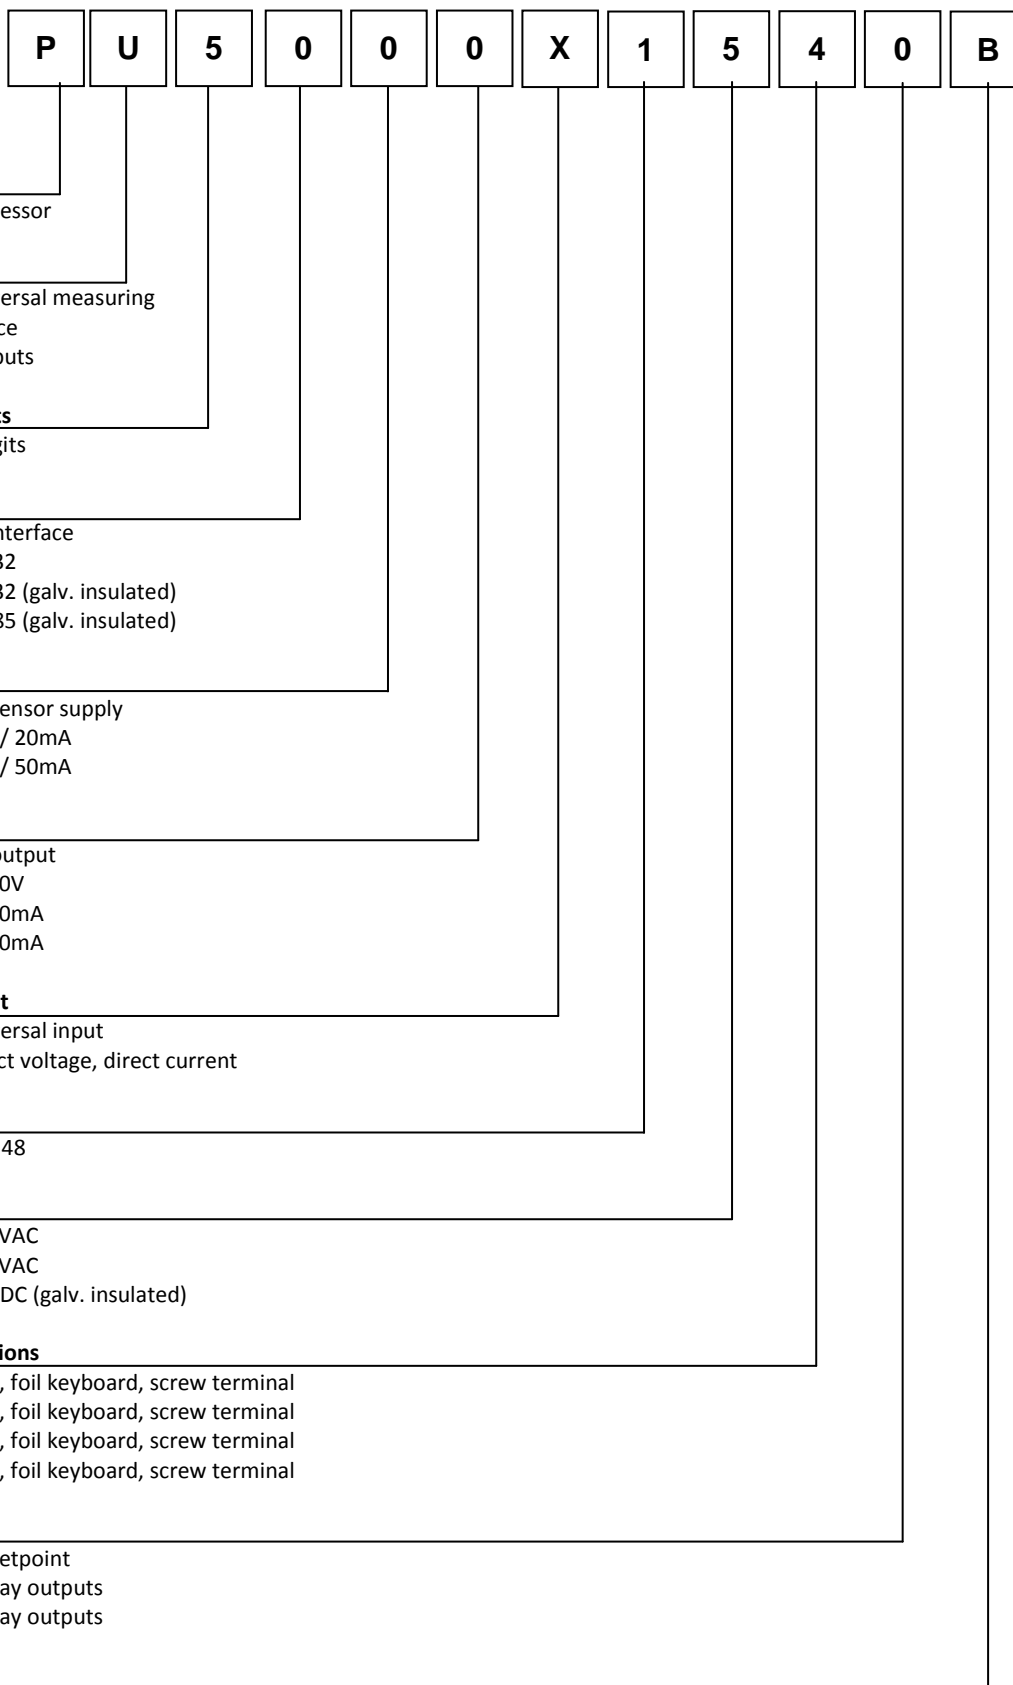 P U 5 0 0 0 X 1 5 4 0 B
essor
ersal measuring
ce
outs
ts
gits
nterface
32
32 (galv. insulated)
85 (galv. insulated)
ensor supply
/ 20mA
/ 50mA
output
0V
0mA
0mA
t
ersal input
ct voltage, direct current
48
VAC
VAC
DC (galv. insulated)
ions
, foil keyboard, screw terminal
, foil keyboard, screw terminal
, foil keyboard, screw terminal
, foil keyboard, screw terminal
etpoint
ay outputs
ay outputs